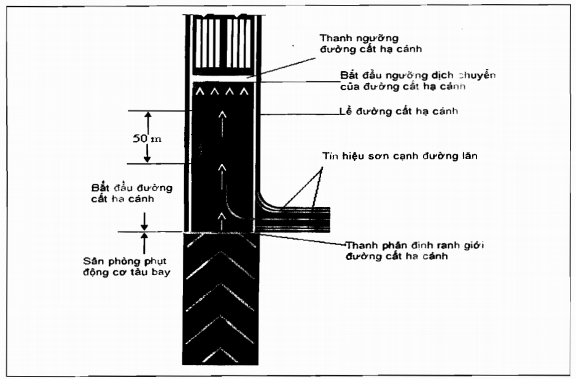 Thanh ngưỡng
đường cất hạ cánh
Bắt đầu ngưỡng dịch chuyển
của đường cất hạ cánh
Lề đường cất hạ cánh
50 m
Tín hiệu sơn cạnh đường lăn
Bắt đầu đường
cất hạ cánh
Thanh phân định ranh giới
đường cất hạ cánh
Sân phòng phụt
động cơ tàu bay